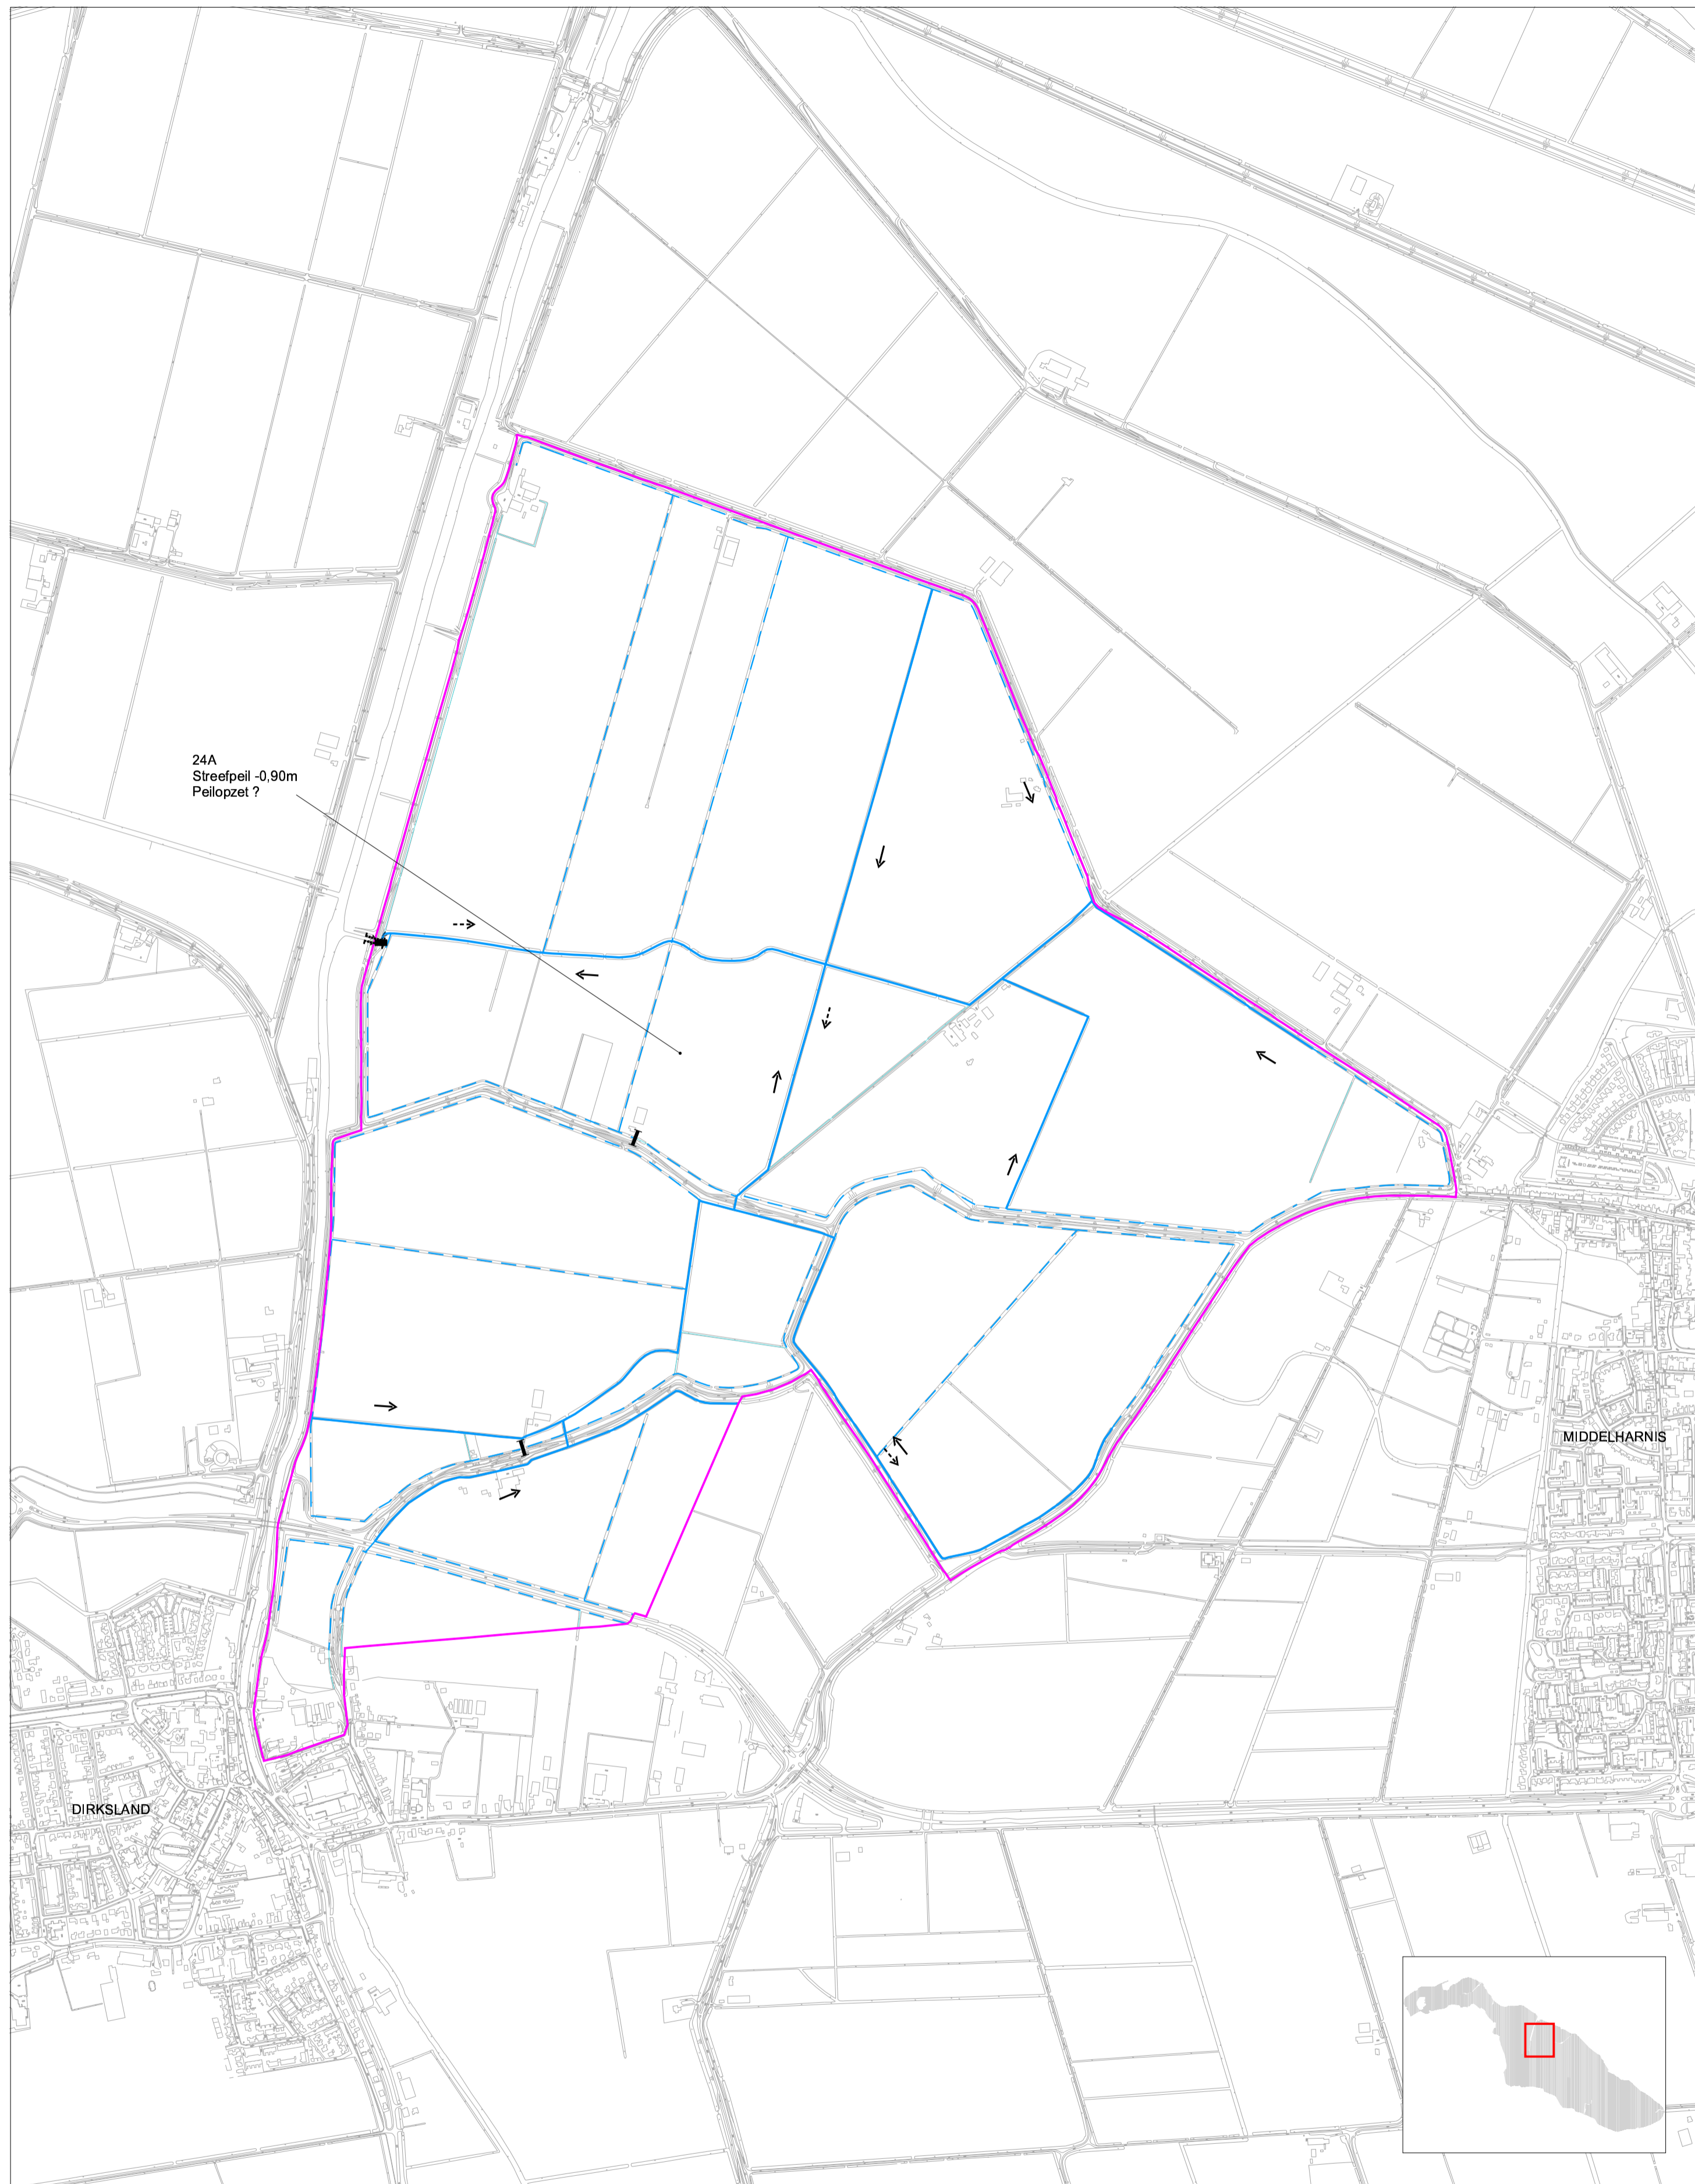 24A
Streefpeil -0,90m
Peilopzet ?
MIDDELHARNIS
DIRKSLAND